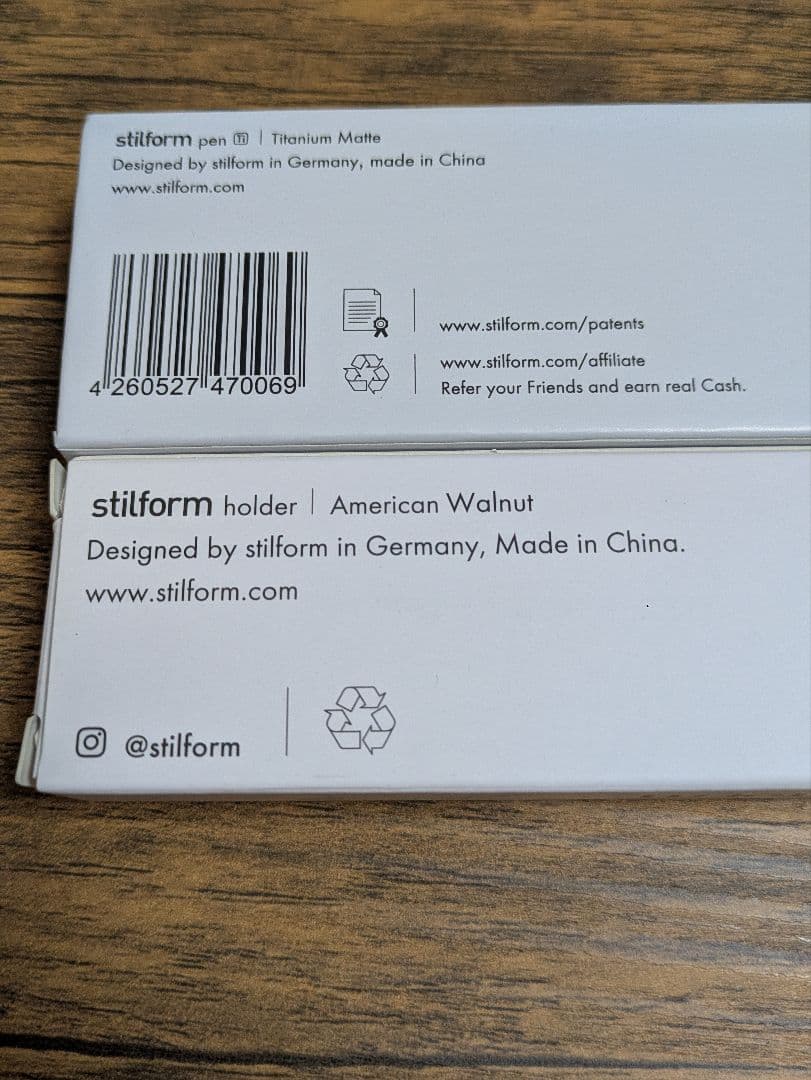 stilform pen Ti | Titanium Matte
Designed by stilform in Germany, made in China
www.stilform.com
4 260527 470069
www.stilform.com/patents
www.stilform.com/affiliate
Refer your Friends and earn real Cash.
stilform holder | American Walnut
Designed by stilform in Germany, Made in China.
www.stilform.com
@stilform